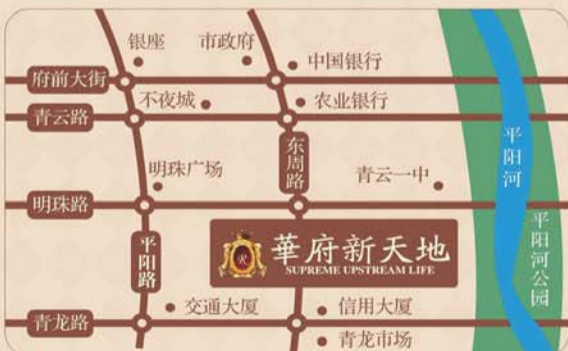 银座
市政府
中国银行
府前大街
不夜城
农业银行
青云路
东周路
平阳河
明珠广场
青云一中
明珠路
平阳路
華府新天地
SUPREME UPSTREAM LIFE
平阳河公园
交通大厦
信用大厦
青龙路
青龙市场